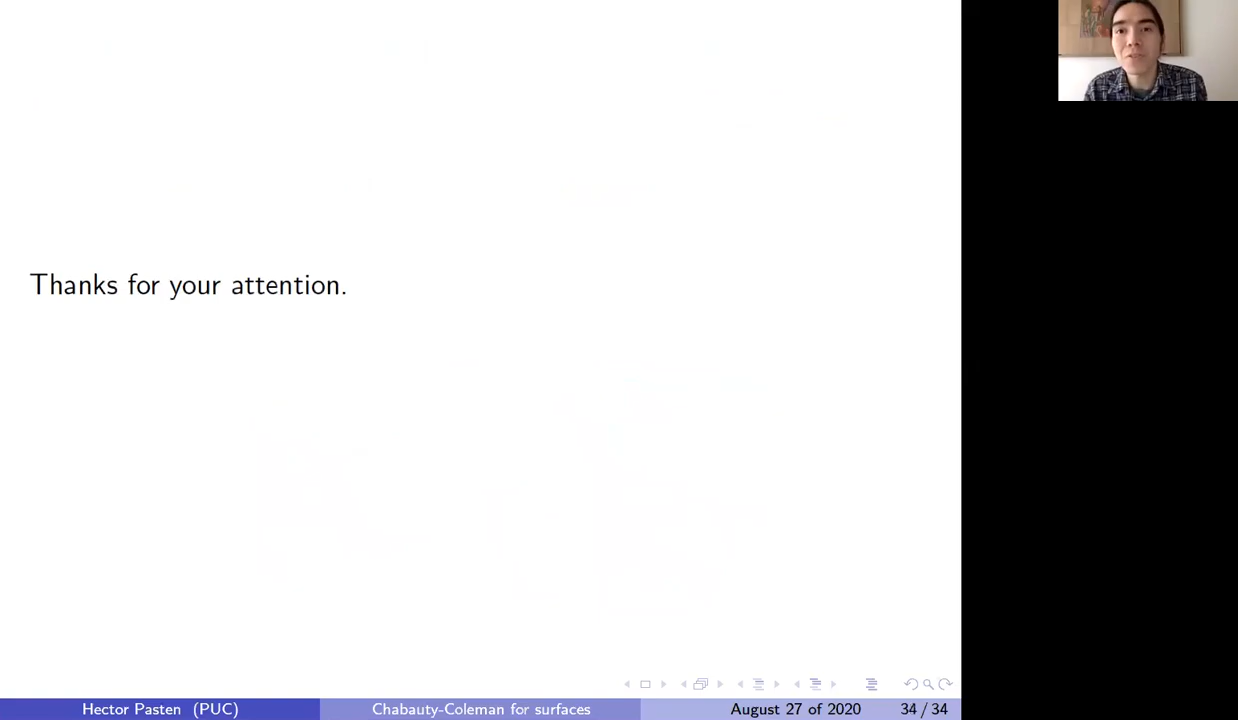 Thanks for your attention.
Hector Pasten (PUC)
Chabauty-Coleman for surfaces
August 27 of 2020
34 / 34